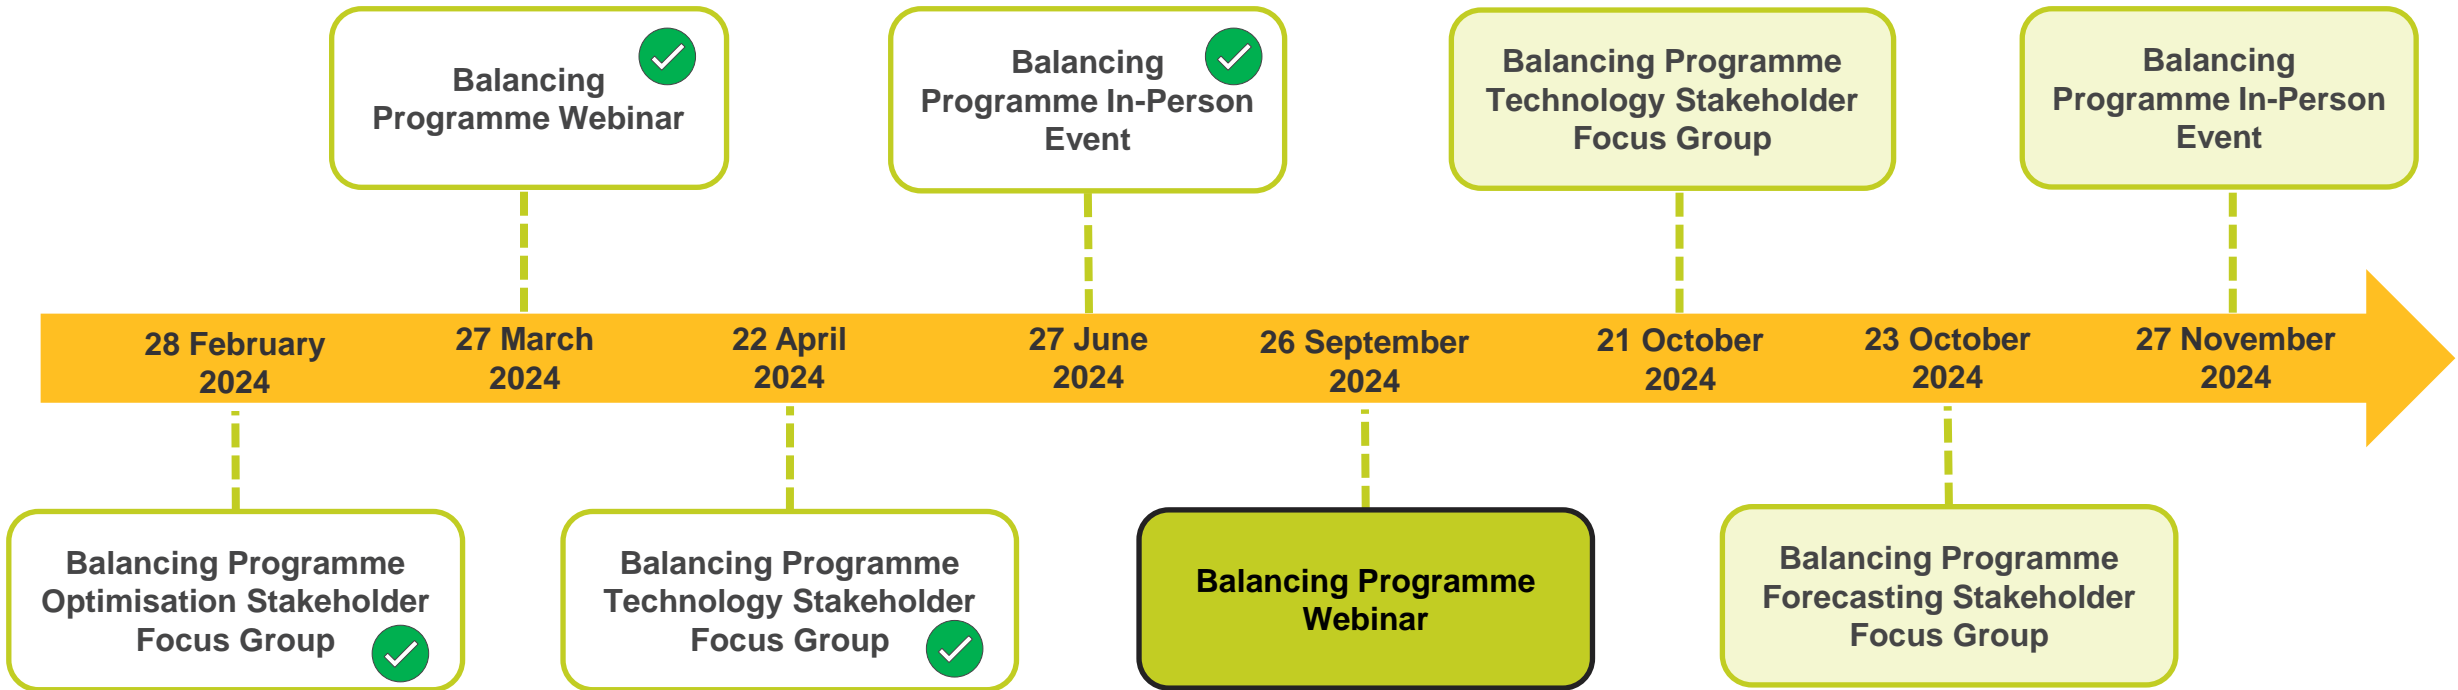 Balancing
Programme Webinar
Balancing
Programme In-Person
Event
Balancing Programme
Technology Stakeholder
Focus Group
Balancing
Programme In-Person
Event
28 February
2024
27 March
2024
22 April
2024
27 June
2024
26 September
2024
21 October
2024
23 October
2024
27 November
2024
Balancing Programme
Optimisation Stakeholder
Focus Group
Balancing Programme
Technology Stakeholder
Focus Group
Balancing Programme
Webinar
Balancing Programme
Forecasting Stakeholder
Focus Group